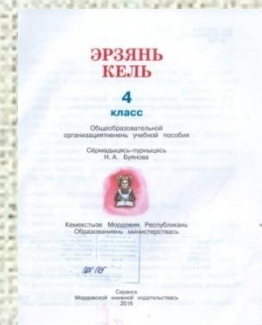 ЭРЗЯНЬ
КЕЛЬ
4
класс
Общеобразовательной
организациятненень учебной пособия
Сёрмадыцясь-пурныцясь
Н. А. Буянова
Кемекстызе Мордовия Республикань
Образованиянь министерствась
Саранск
Мордовской книжной издательствась
2016